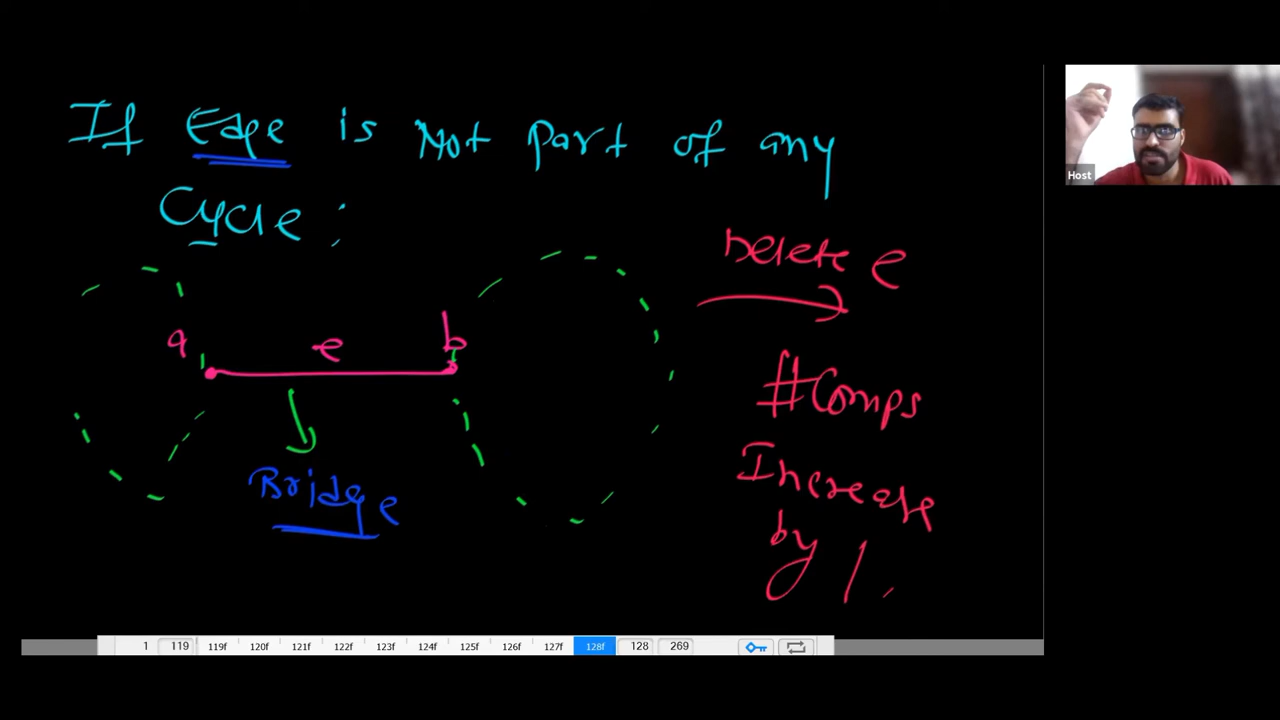 If Edge is Not part of any
Cycle :
Delete e
a e b
#Comps
Bridge
Increase
by 1.
Host
1 119 119f 120f 121f 122f 123f 124f 125f 126f 127f 128f 128 269